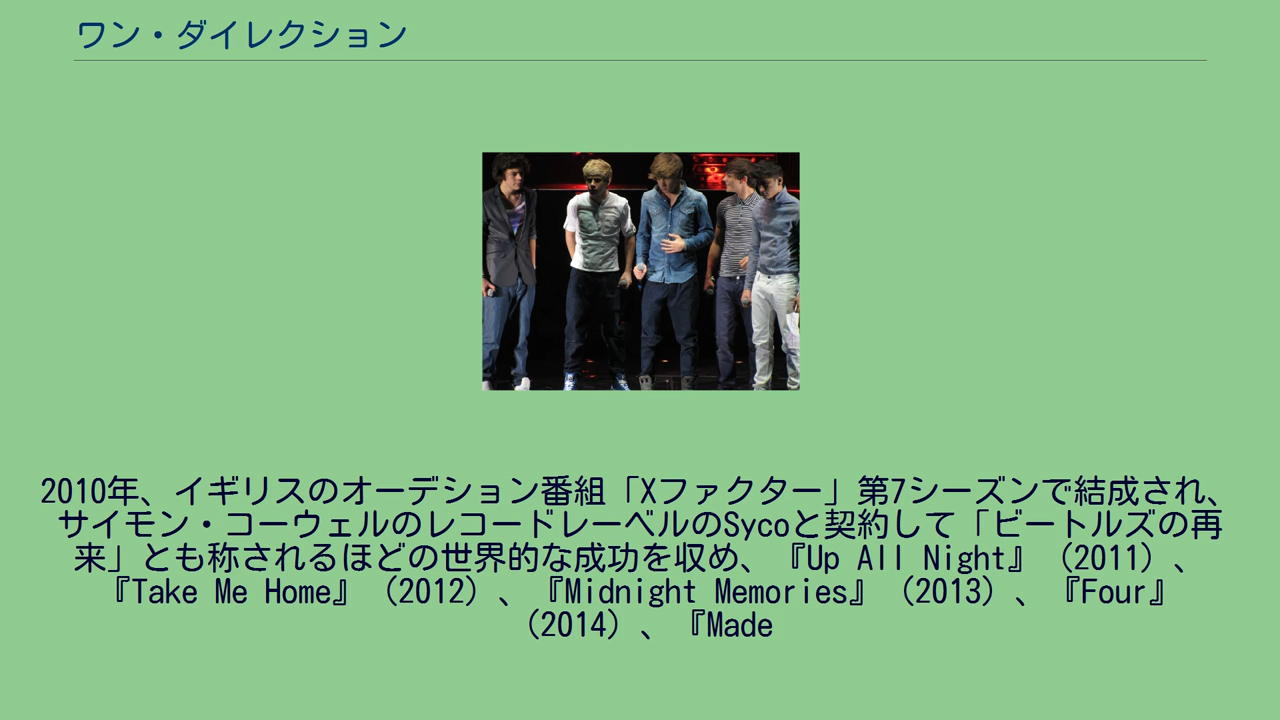 ワン・ダイレクション
2010年、イギリスのオーデション番組「Xファクター」第7シーズンで結成され、
サイモン・コーウェルのレコードレーベルのSycoと契約して「ビートルズの再
来」とも称されるほどの世界的な成功を収め、『Up All Night』（2011）、
『Take Me Home』（2012）、『Midnight Memories』（2013）、『Four』
（2014）、『Made